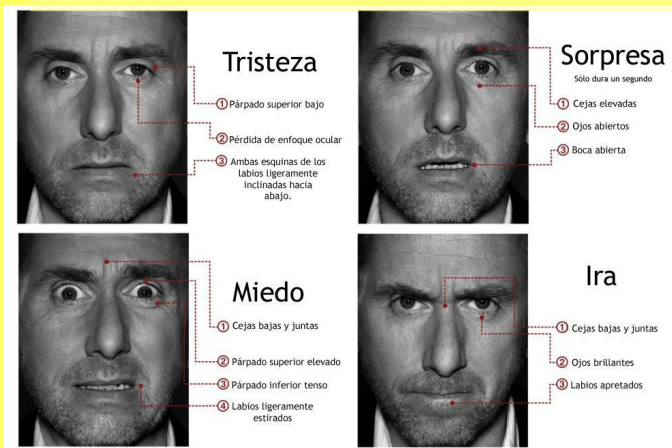 Tristeza
① Párpado superior bajo
② Pérdida de enfoque ocular
③ Ambas esquinas de los
labios ligeramente
inclinadas hacia
abajo.
Sorpresa
Sólo dura un segundo
① Cejas elevadas
② Ojos abiertos
③ Boca abierta
Miedo
① Cejas bajas y juntas
② Párpado superior elevado
③ Párpado inferior tenso
④ Labios ligeramente
estirados
Ira
① Cejas bajas y juntas
② Ojos brillantes
③ Labios apretados